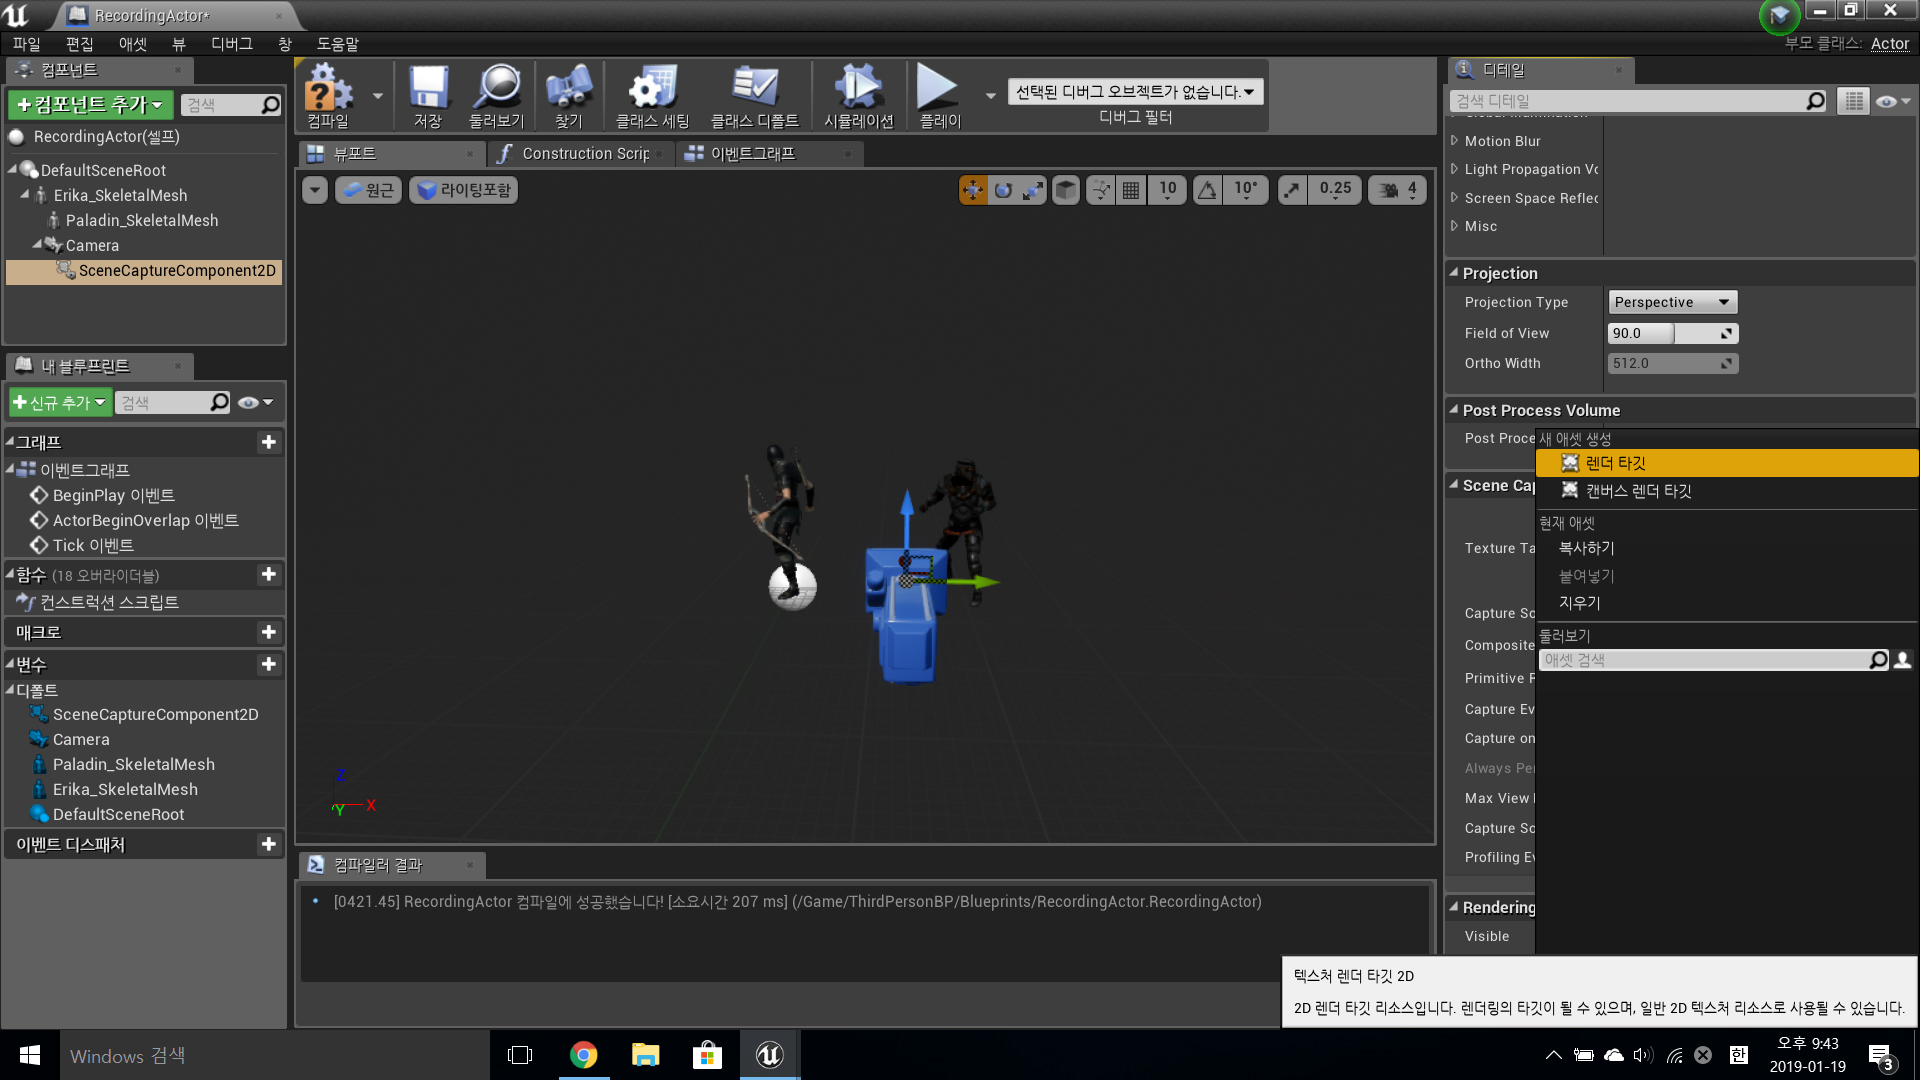 RecordingActor*
파일 편집 애셋 뷰 디버그 창 도움말
부모 클래스: Actor
컴포넌트
+컴포넌트 추가
검색
RecordingActor(셀프)
DefaultSceneRoot
Erika_SkeletalMesh
Paladin_SkeletalMesh
Camera
SceneCaptureComponent2D
내 블루프린트
+신규 추가
검색
그래프
이벤트그래프
BeginPlay 이벤트
ActorBeginOverlap 이벤트
Tick 이벤트
함수 (18 오버라이더블)
컨스트럭션 스크립트
매크로
변수
디폴트
SceneCaptureComponent2D
Camera
Paladin_SkeletalMesh
Erika_SkeletalMesh
DefaultSceneRoot
이벤트 디스패처
컴파일 저장 둘러보기 찾기 클래스 세팅 클래스 디폴트 시뮬레이션 플레이
선택된 디버그 오브젝트가 없습니다.
디버그 필터
뷰포트
Construction Scrip
이벤트그래프
원근 라이팅포함
10 10° 0.25 4
Z
X
Y
컴파일러 결과
[0421.45] RecordingActor 컴파일에 성공했습니다! [소요시간 207 ms] (/Game/ThirdPersonBP/Blueprints/RecordingActor.RecordingActor)
디테일
검색 디테일
Global Illumination
Motion Blur
Light Propagation Vo
Screen Space Reflec
Misc
Projection
Projection Type Perspective
Field of View 90.0
Ortho Width 512.0
Post Process Volume
Post Proce
Scene Cap
Texture Ta
Capture So
Composite
Primitive R
Capture Ev
Capture on
Always Per
Max View
Capture So
Profiling Ev
Rendering
Visible
새 애셋 생성
렌더 타깃
캔버스 렌더 타깃
현재 애셋
복사하기
붙여넣기
지우기
둘러보기
애셋 검색
텍스처 렌더 타깃 2D
2D 렌더 타깃 리소스입니다. 렌더링의 타깃이 될 수 있으며, 일반 2D 텍스처 리소스로 사용될 수 있습니다.
Windows 검색
한
오후 9:43
2019-01-19
3